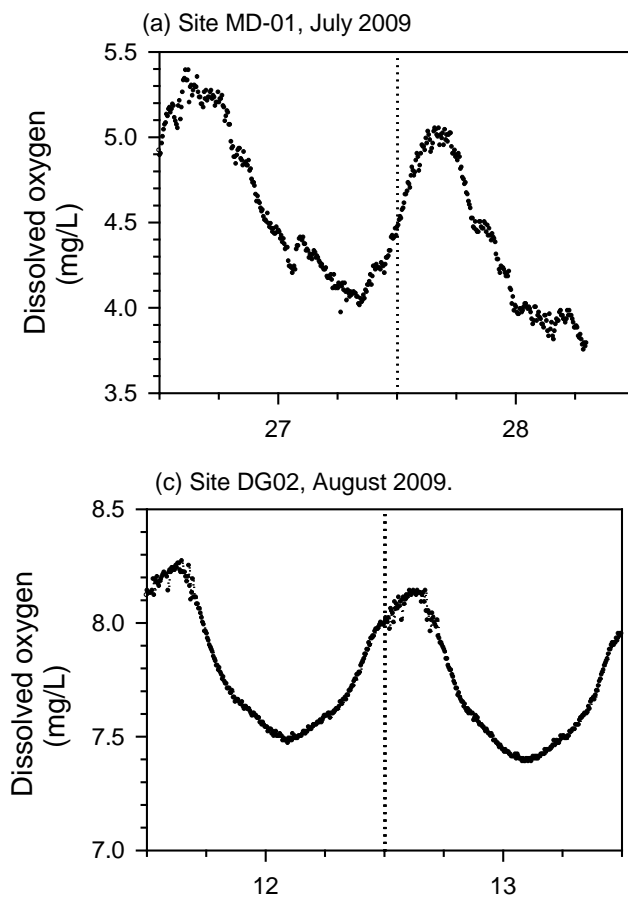 (a) Site MD-01, July 2009
Dissolved oxygen
(mg/L)
5.5
5.0
4.5
4.0
3.5
27
28
(c) Site DG02, August 2009.
Dissolved oxygen
(mg/L)
8.5
8.0
7.5
7.0
12
13